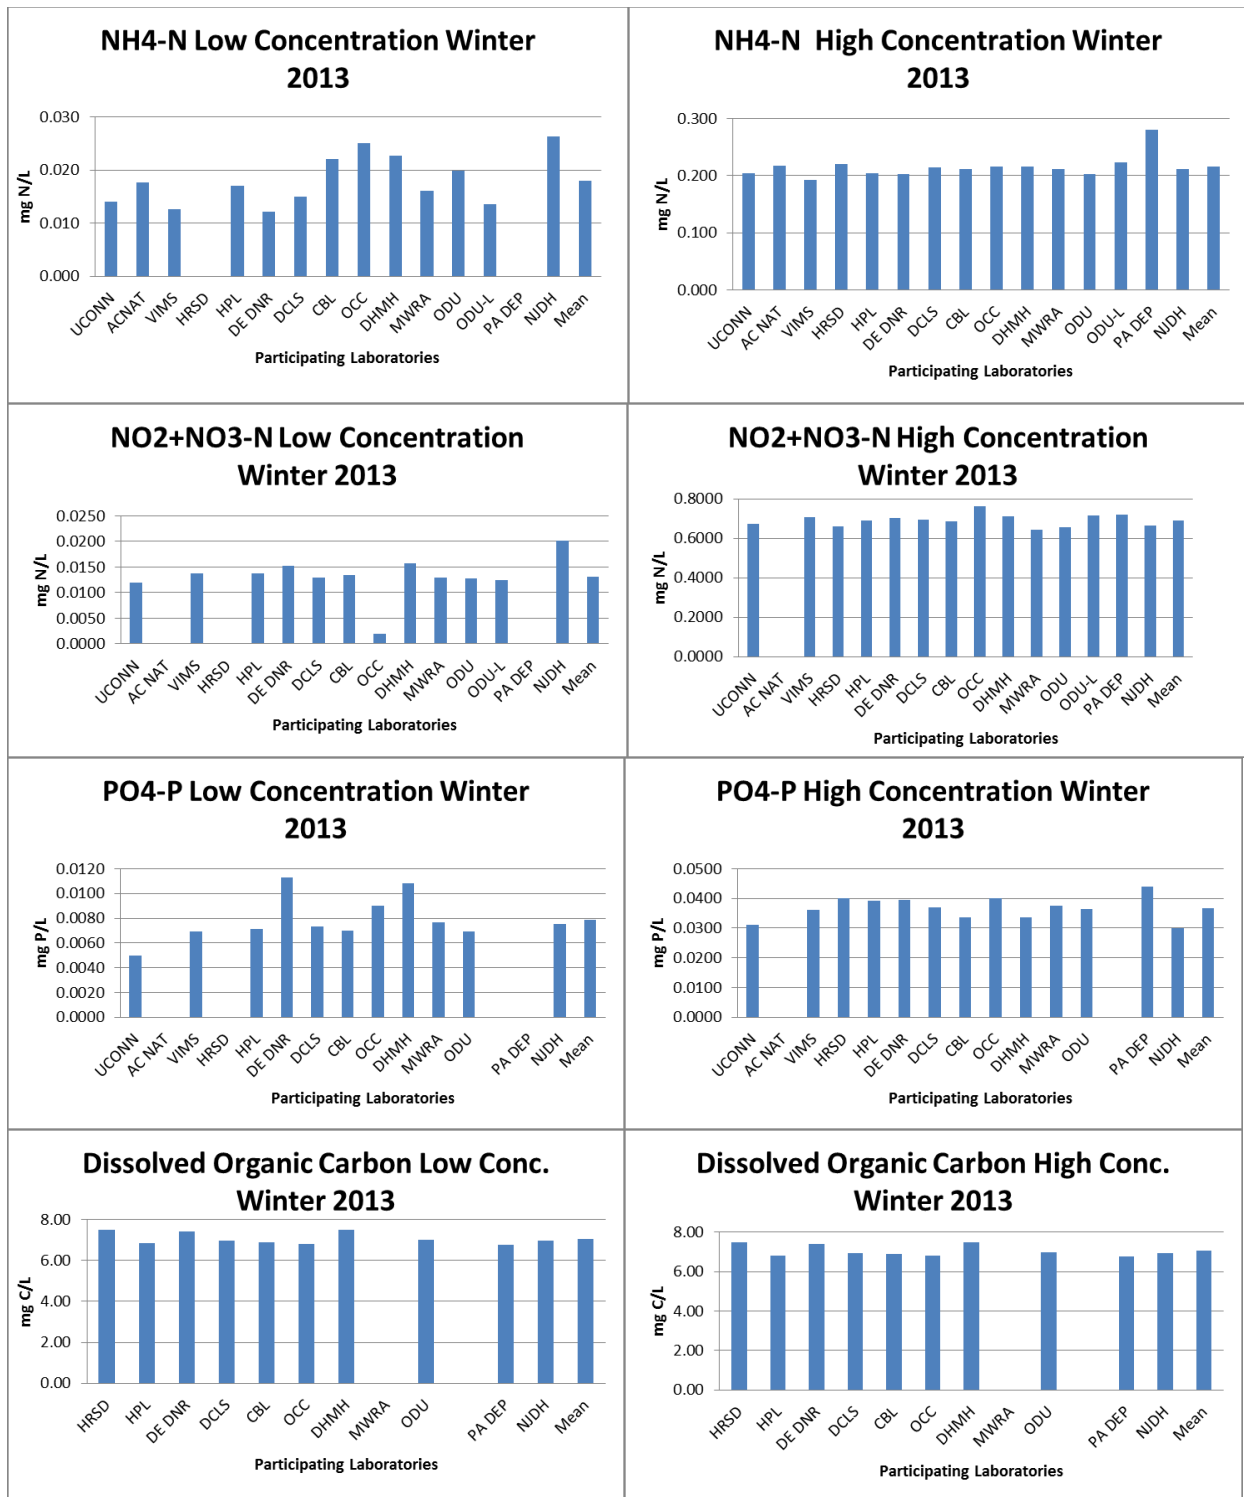 NH4-N Low Concentration Winter
2013
mg N/L
0.030
0.020
0.010
0.000
UCONN
ACNAT
VIMS
HRSD
HPL
DE DNR
DCLS
CBL
OCC
DHMH
MWRA
ODU
ODU-L
PA DEP
NJDH
Mean
Participating Laboratories
NH4-N High Concentration Winter
2013
mg N/L
0.300
0.200
0.100
0.000
UCONN
AC NAT
VIMS
HRSD
HPL
DE DNR
DCLS
CBL
OCC
DHMH
MWRA
ODU
ODU-L
PA DEP
NJDH
Mean
Participating Laboratories
NO2+NO3-N Low Concentration
Winter 2013
mg N/L
0.0250
0.0200
0.0150
0.0100
0.0050
0.0000
UCONN
AC NAT
VIMS
HRSD
HPL
DE DNR
DCLS
CBL
OCC
DHMH
MWRA
ODU
ODU-L
PA DEP
NJDH
Mean
Participating Laboratories
NO2+NO3-N High Concentration
Winter 2013
mg N/L
0.8000
0.6000
0.4000
0.2000
0.0000
UCONN
AC NAT
VIMS
HRSD
HPL
DE DNR
DCLS
CBL
OCC
DHMH
MWRA
ODU
ODU-L
PA DEP
NJDH
Mean
Participating Laboratories
PO4-P Low Concentration Winter
2013
mg P/L
0.0120
0.0100
0.0080
0.0060
0.0040
0.0020
0.0000
UCONN
AC NAT
VIMS
HRSD
HPL
DE DNR
DCLS
CBL
OCC
DHMH
MWRA
ODU
PA DEP
NJDH
Mean
Participating Laboratories
PO4-P High Concentration Winter
2013
mg P/L
0.0500
0.0400
0.0300
0.0200
0.0100
0.0000
UCONN
AC NAT
VIMS
HRSD
HPL
DE DNR
DCLS
CBL
OCC
DHMH
MWRA
ODU
PA DEP
NJDH
Mean
Participating Laboratories
Dissolved Organic Carbon Low Conc.
Winter 2013
mg C/L
8.00
6.00
4.00
2.00
0.00
HRSD
HPL
DE DNR
DCLS
CBL
OCC
DHMH
MWRA
ODU
PA DEP
NJDH
Mean
Participating Laboratories
Dissolved Organic Carbon High Conc.
Winter 2013
mg C/L
8.00
6.00
4.00
2.00
0.00
HRSD
HPL
DE DNR
DCLS
CBL
OCC
DHMH
MWRA
ODU
PA DEP
NJDH
Mean
Participating Laboratories